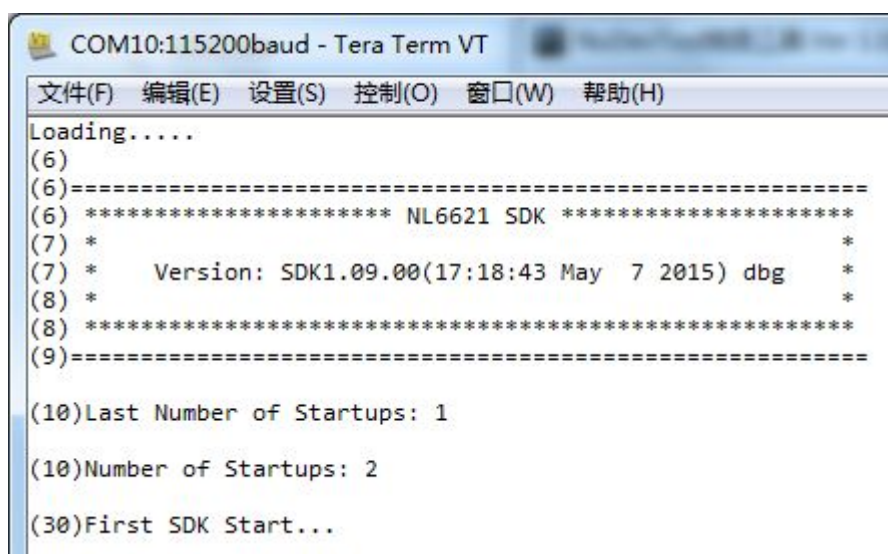 COM10:115200baud - Tera Term VT
文件(F) 编辑(E) 设置(S) 控制(O) 窗口(W) 帮助(H)
Loading.....
(6)
(6)=========================================================
(6) ********************** NL6621 SDK *********************
(7) *                                                     *
(7) *    Version: SDK1.09.00(17:18:43 May  7 2015) dbg    *
(8) *                                                     *
(8) *******************************************************
(9)=========================================================
(10)Last Number of Startups: 1
(10)Number of Startups: 2
(30)First SDK Start...